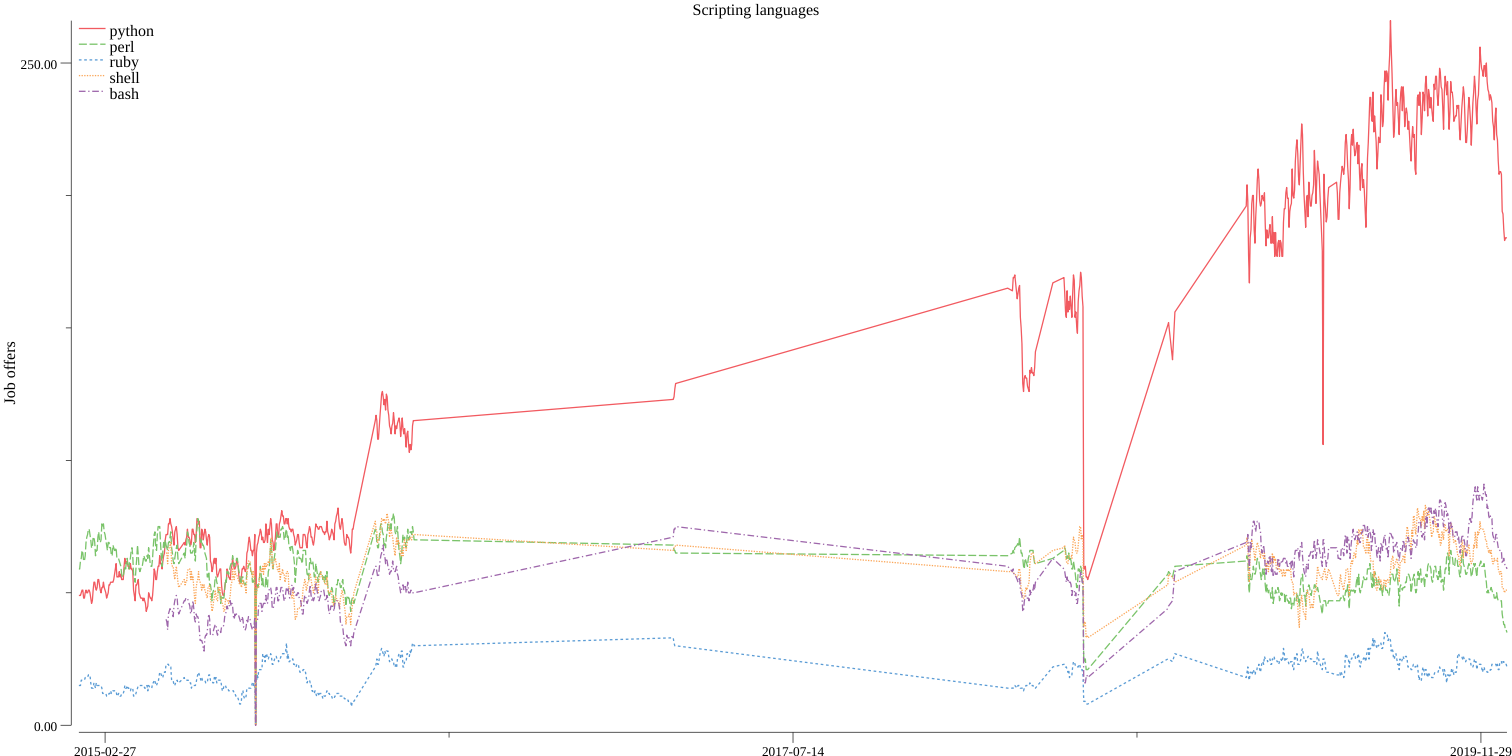 Scripting languages
python
perl
ruby
shell
bash
250.00
Job offers
0.00
2015-02-27
2017-07-14
2019-11-29